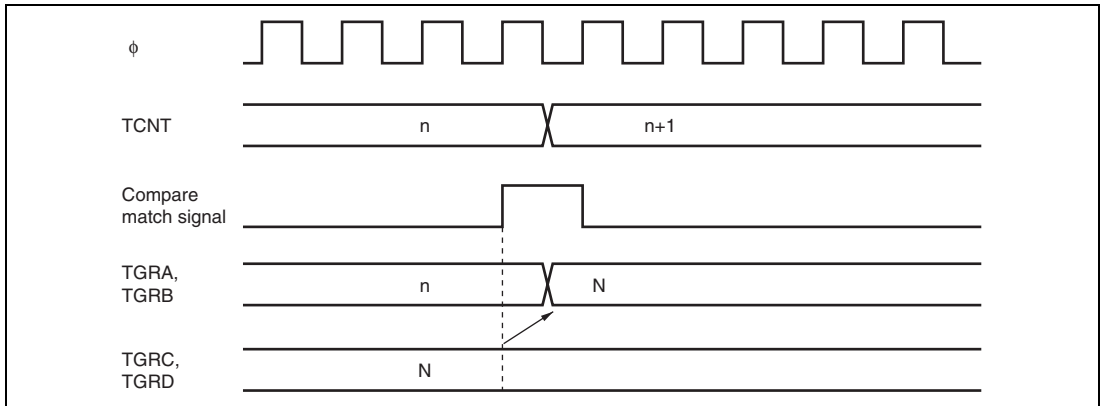 ϕ
TCNT
n
n+1
Compare
match signal
TGRA,
TGRB
n
N
TGRC,
TGRD
N